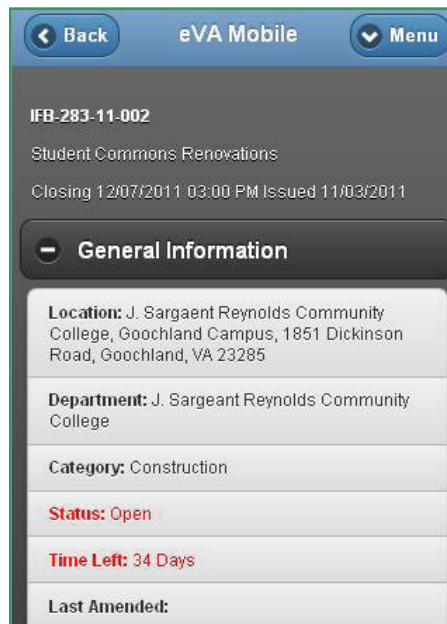 Back eVA Mobile Menu
IFB-283-11-002
Student Commons Renovations
Closing 12/07/2011 03:00 PM Issued 11/03/2011
General Information
Location: J. Sargaent Reynolds Community
College, Goochland Campus, 1851 Dickinson
Road, Goochland, VA 23285
Department: J. Sargeant Reynolds Community
College
Category: Construction
Status: Open
Time Left: 34 Days
Last Amended: